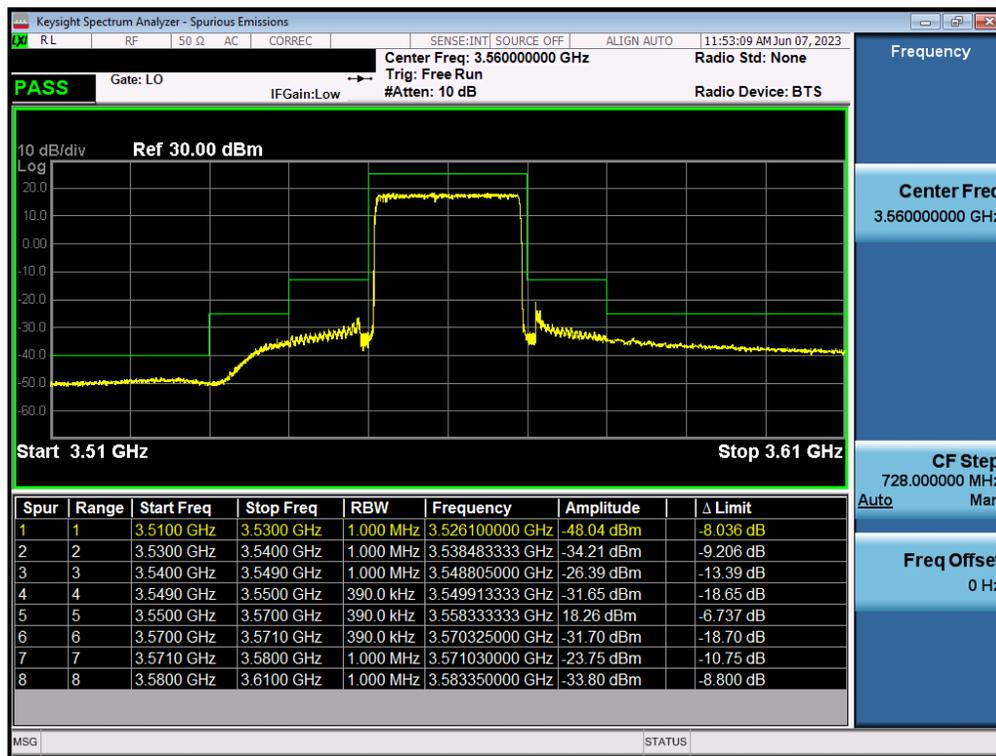 Keysight Spectrum Analyzer - Spurious Emissions
LXI RL RF 50 Ω AC CORREC SENSE:INT SOURCE OFF ALIGN AUTO 11:53:09 AM Jun 07, 2023
Center Freq: 3.560000000 GHz Radio Std: None
Trig: Free Run
PASS Gate: LO
IFGain:Low #Atten: 10 dB Radio Device: BTS
Frequency
10 dB/div Ref 30.00 dBm
Log
20.0
10.0
0.00
-10.0
-20.0
-30.0
-40.0
-50.0
-60.0
Start 3.51 GHz Stop 3.61 GHz
Center Freq
3.560000000 GHz
CF Step
728.000000 MHz
Auto Man
Freq Offset
0 Hz
Spur Range Start Freq Stop Freq RBW Frequency Amplitude Δ Limit
1 1 3.5100 GHz 3.5300 GHz 1.000 MHz 3.526100000 GHz -48.04 dBm -8.036 dB
2 2 3.5300 GHz 3.5400 GHz 1.000 MHz 3.538483333 GHz -34.21 dBm -9.206 dB
3 3 3.5400 GHz 3.5490 GHz 1.000 MHz 3.548805000 GHz -26.39 dBm -13.39 dB
4 4 3.5490 GHz 3.5500 GHz 390.0 kHz 3.549913333 GHz -31.65 dBm -18.65 dB
5 5 3.5500 GHz 3.5700 GHz 390.0 kHz 3.558333333 GHz 18.26 dBm -6.737 dB
6 6 3.5700 GHz 3.5710 GHz 390.0 kHz 3.570325000 GHz -31.70 dBm -18.70 dB
7 7 3.5710 GHz 3.5800 GHz 1.000 MHz 3.571030000 GHz -23.75 dBm -10.75 dB
8 8 3.5800 GHz 3.6100 GHz 1.000 MHz 3.583350000 GHz -33.80 dBm -8.800 dB
MSG STATUS